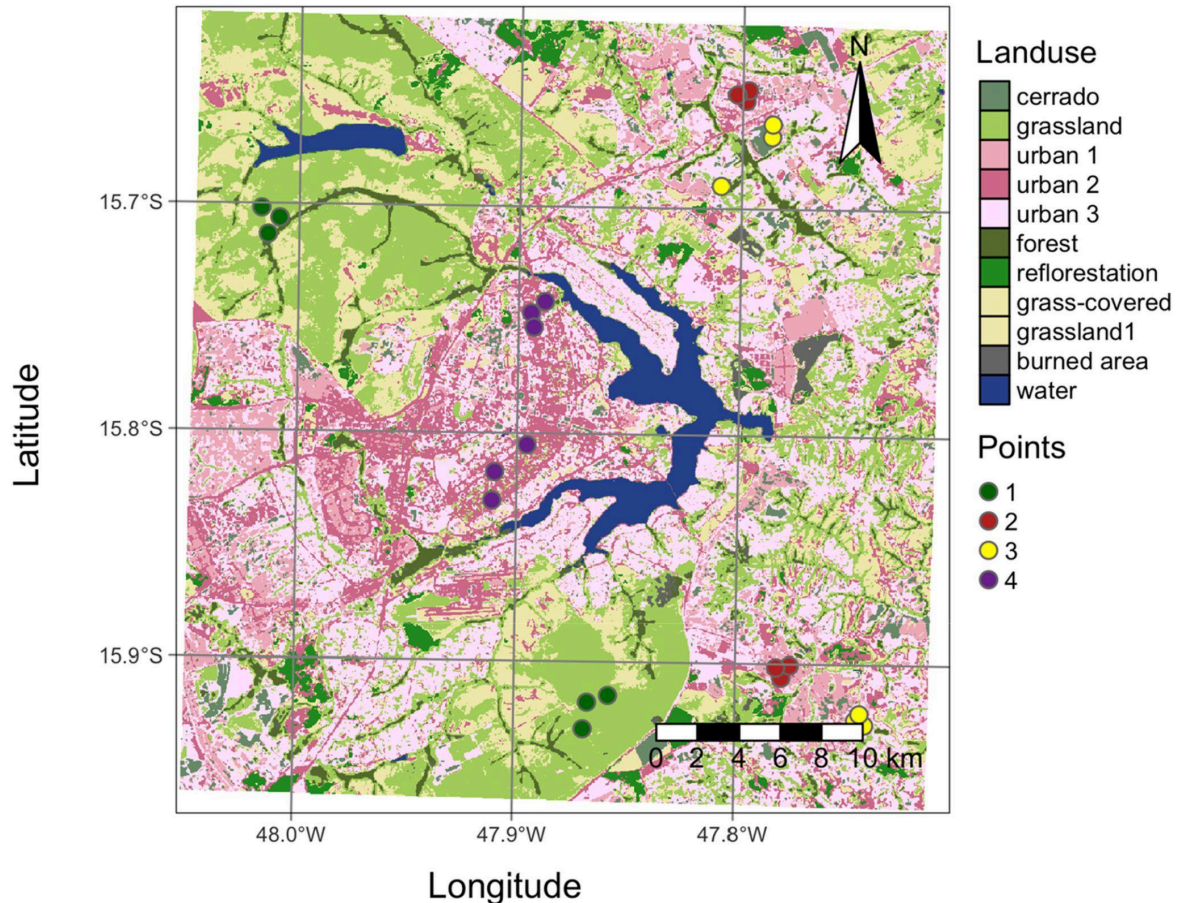 N
Landuse
cerrado
grassland
urban 1
urban 2
urban 3
forest
reflorestation
grass-covered
grassland1
burned area
water
Points
1
2
3
4
15.7°S
15.8°S
15.9°S
Latitude
0 2 4 6 8 10 km
48.0°W 47.9°W 47.8°W
Longitude